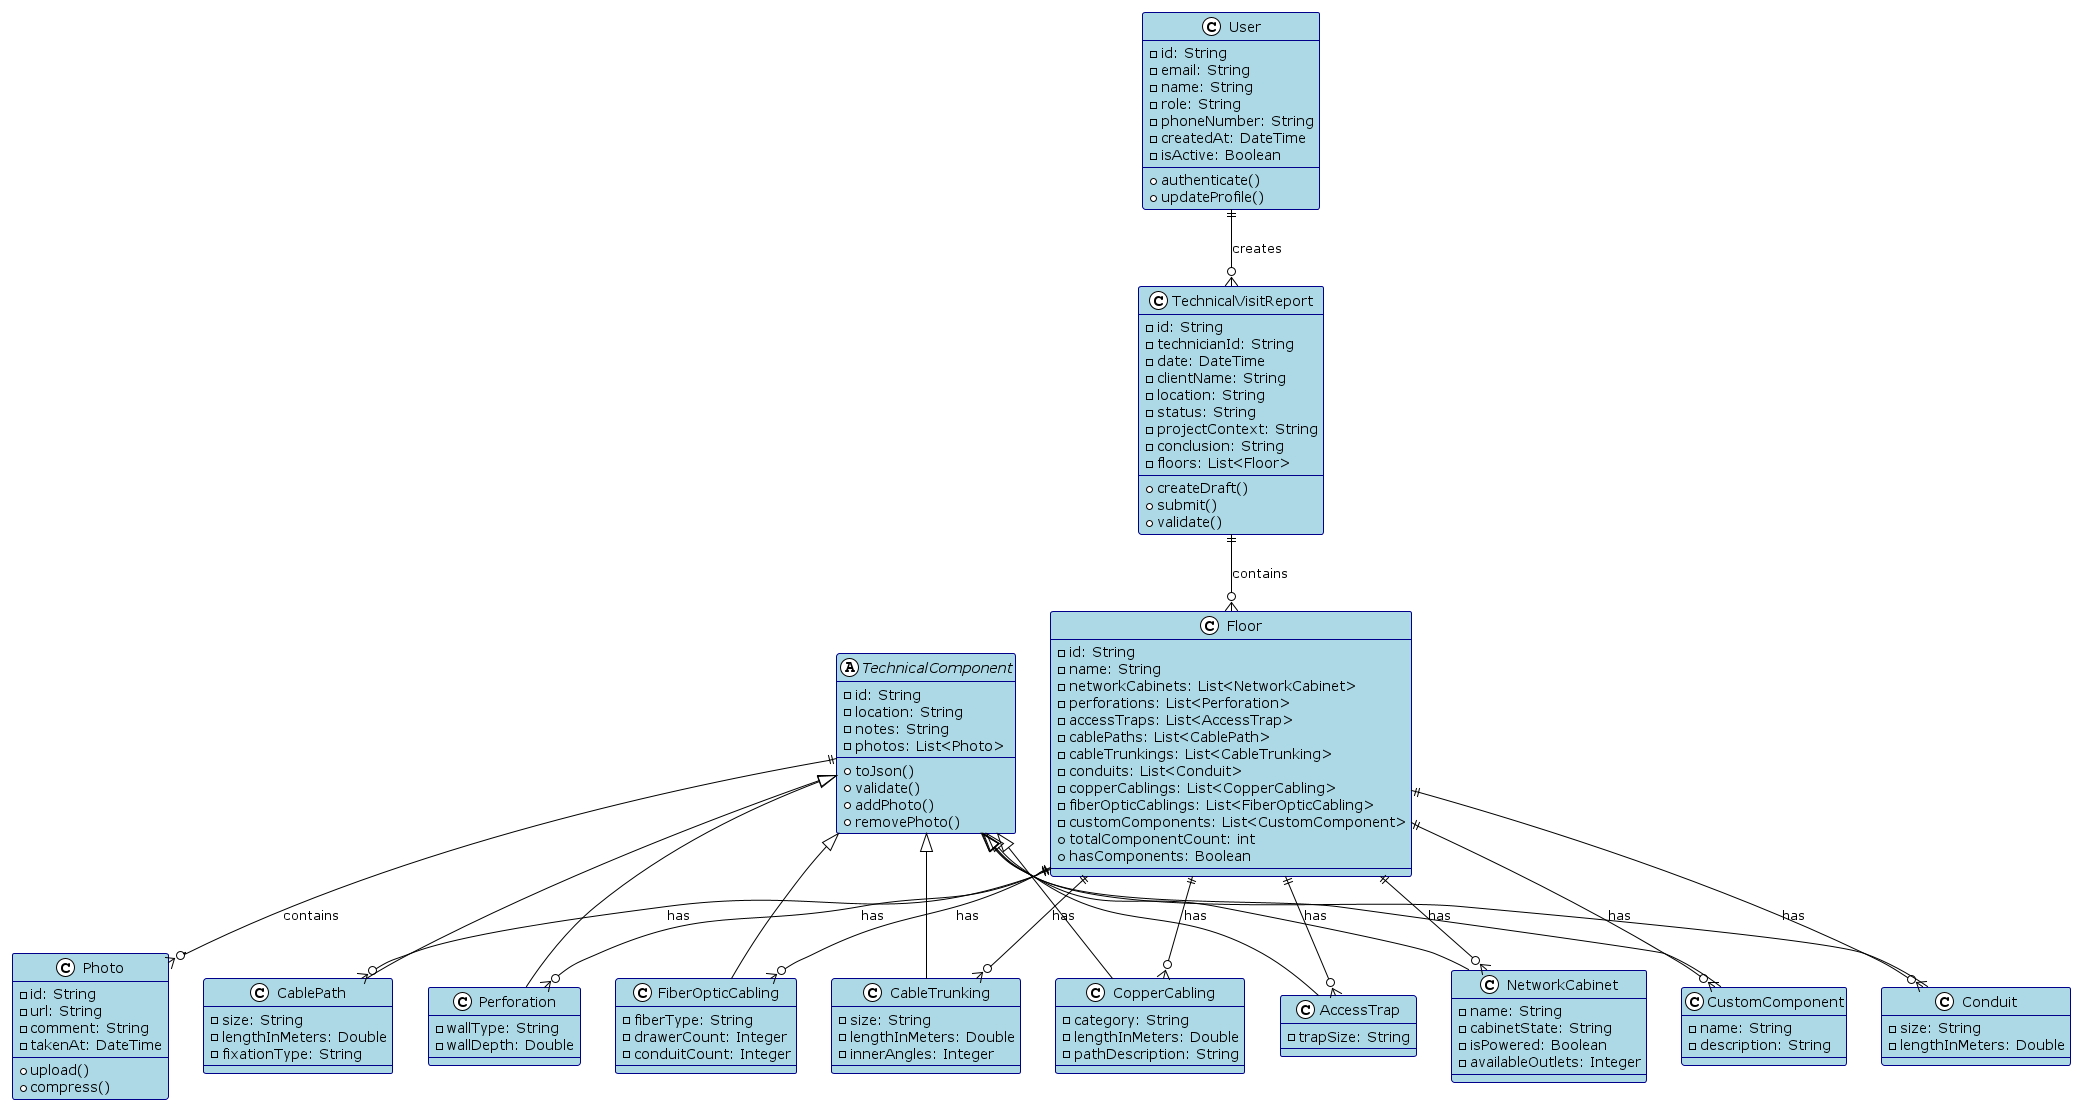 C User
id: String
email: String
name: String
role: String
phoneNumber: String
createdAt: DateTime
isActive: Boolean
authenticate()
updateProfile()
creates
C TechnicalVisitReport
id: String
technicianId: String
date: DateTime
clientName: String
location: String
status: String
projectContext: String
conclusion: String
floors: List<Floor>
createDraft()
submit()
validate()
contains
C Floor
id: String
name: String
networkCabinets: List<NetworkCabinet>
perforations: List<Perforation>
accessTraps: List<AccessTrap>
cablePaths: List<CablePath>
cableTrunkings: List<CableTrunking>
conduits: List<Conduit>
copperCablings: List<CopperCabling>
fiberOpticCablings: List<FiberOpticCabling>
customComponents: List<CustomComponent>
totalComponentCount: int
hasComponents: Boolean
A TechnicalComponent
id: String
location: String
notes: String
photos: List<Photo>
toJson()
validate()
addPhoto()
removePhoto()
contains
has
has
has
has
has
has
has
has
has
C Photo
id: String
url: String
comment: String
takenAt: DateTime
upload()
compress()
C CablePath
size: String
lengthInMeters: Double
fixationType: String
C Perforation
wallType: String
wallDepth: Double
C FiberOpticCabling
fiberType: String
drawerCount: Integer
conduitCount: Integer
C CableTrunking
size: String
lengthInMeters: Double
innerAngles: Integer
C CopperCabling
category: String
lengthInMeters: Double
pathDescription: String
C AccessTrap
trapSize: String
C NetworkCabinet
name: String
cabinetState: String
isPowered: Boolean
availableOutlets: Integer
C CustomComponent
name: String
description: String
C Conduit
size: String
lengthInMeters: Double